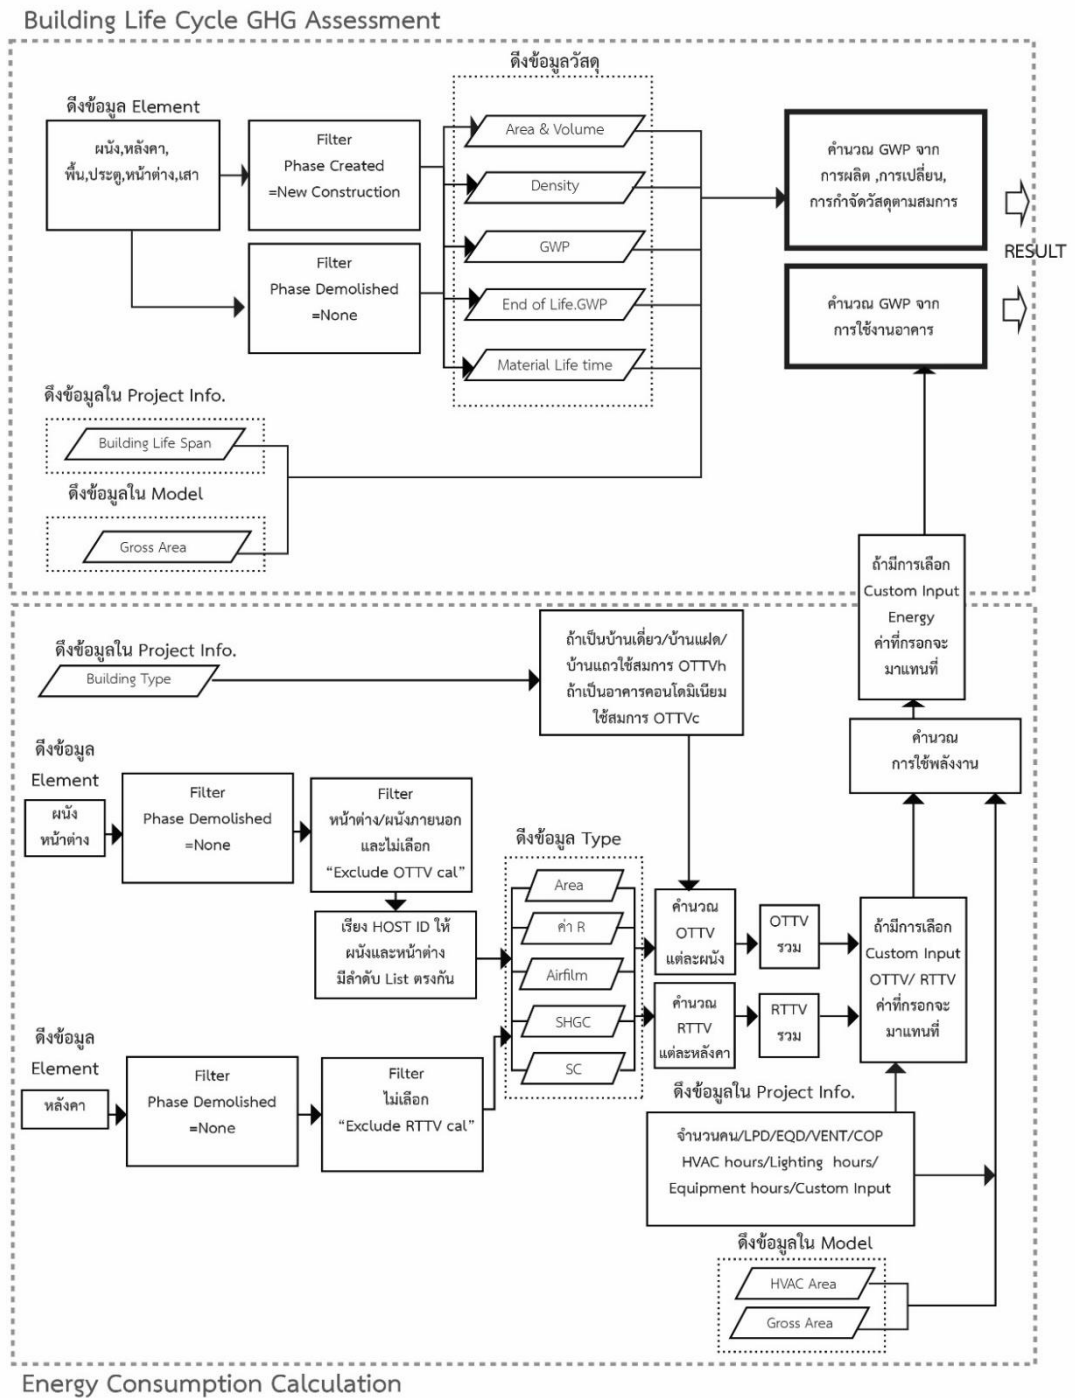 Building Life Cycle GHG Assessment
ดึงข้อมูลวัสดุ
ดึงข้อมูล Element
ผนัง,หลังคา,
พื้น,ประตู,หน้าต่าง,เสา
Filter
Phase Created
=New Construction
Filter
Phase Demolished
=None
Area & Volume
Density
GWP
End of Life.GWP
Material Life time
คำนวณ GWP จาก
การผลิต ,การเปลี่ยน,
การกำจัดวัสดุตามสมการ
RESULT
คำนวณ GWP จาก
การใช้งานอาคาร
ดึงข้อมูลใน Project Info.
Building Life Span
ดึงข้อมูลใน Model
Gross Area
ถ้ามีการเลือก
Custom Input
Energy
ค่าที่กรอกจะ
มาแทนที่
ดึงข้อมูลใน Project Info.
Building Type
ถ้าเป็นบ้านเดี่ยว/บ้านแฝด/
บ้านแถวใช้สมการ OTTVh
ถ้าเป็นอาคารคอนโดมิเนียม
ใช้สมการ OTTVc
คำนวณ
การใช้พลังงาน
ดึงข้อมูล
Element
ผนัง
หน้าต่าง
Filter
Phase Demolished
=None
Filter
หน้าต่าง/ผนังภายนอก
และไม่เลือก
“Exclude OTTV cal”
เรียง HOST ID ให้
ผนังและหน้าต่าง
มีลำดับ List ตรงกัน
ดึงข้อมูล Type
Area
ค่า R
Airfilm
SHGC
SC
คำนวณ
OTTV
แต่ละผนัง
OTTV
รวม
คำนวณ
RTTV
แต่ละหลังคา
RTTV
รวม
ถ้ามีการเลือก
Custom Input
OTTV/ RTTV
ค่าที่กรอกจะ
มาแทนที่
ดึงข้อมูล
Element
หลังคา
Filter
Phase Demolished
=None
Filter
ไม่เลือก
“Exclude RTTV cal”
ดึงข้อมูลใน Project Info.
จำนวนคน/LPD/EQD/VENT/COP
HVAC hours/Lighting hours/
Equipment hours/Custom Input
ดึงข้อมูลใน Model
HVAC Area
Gross Area
Energy Consumption Calculation